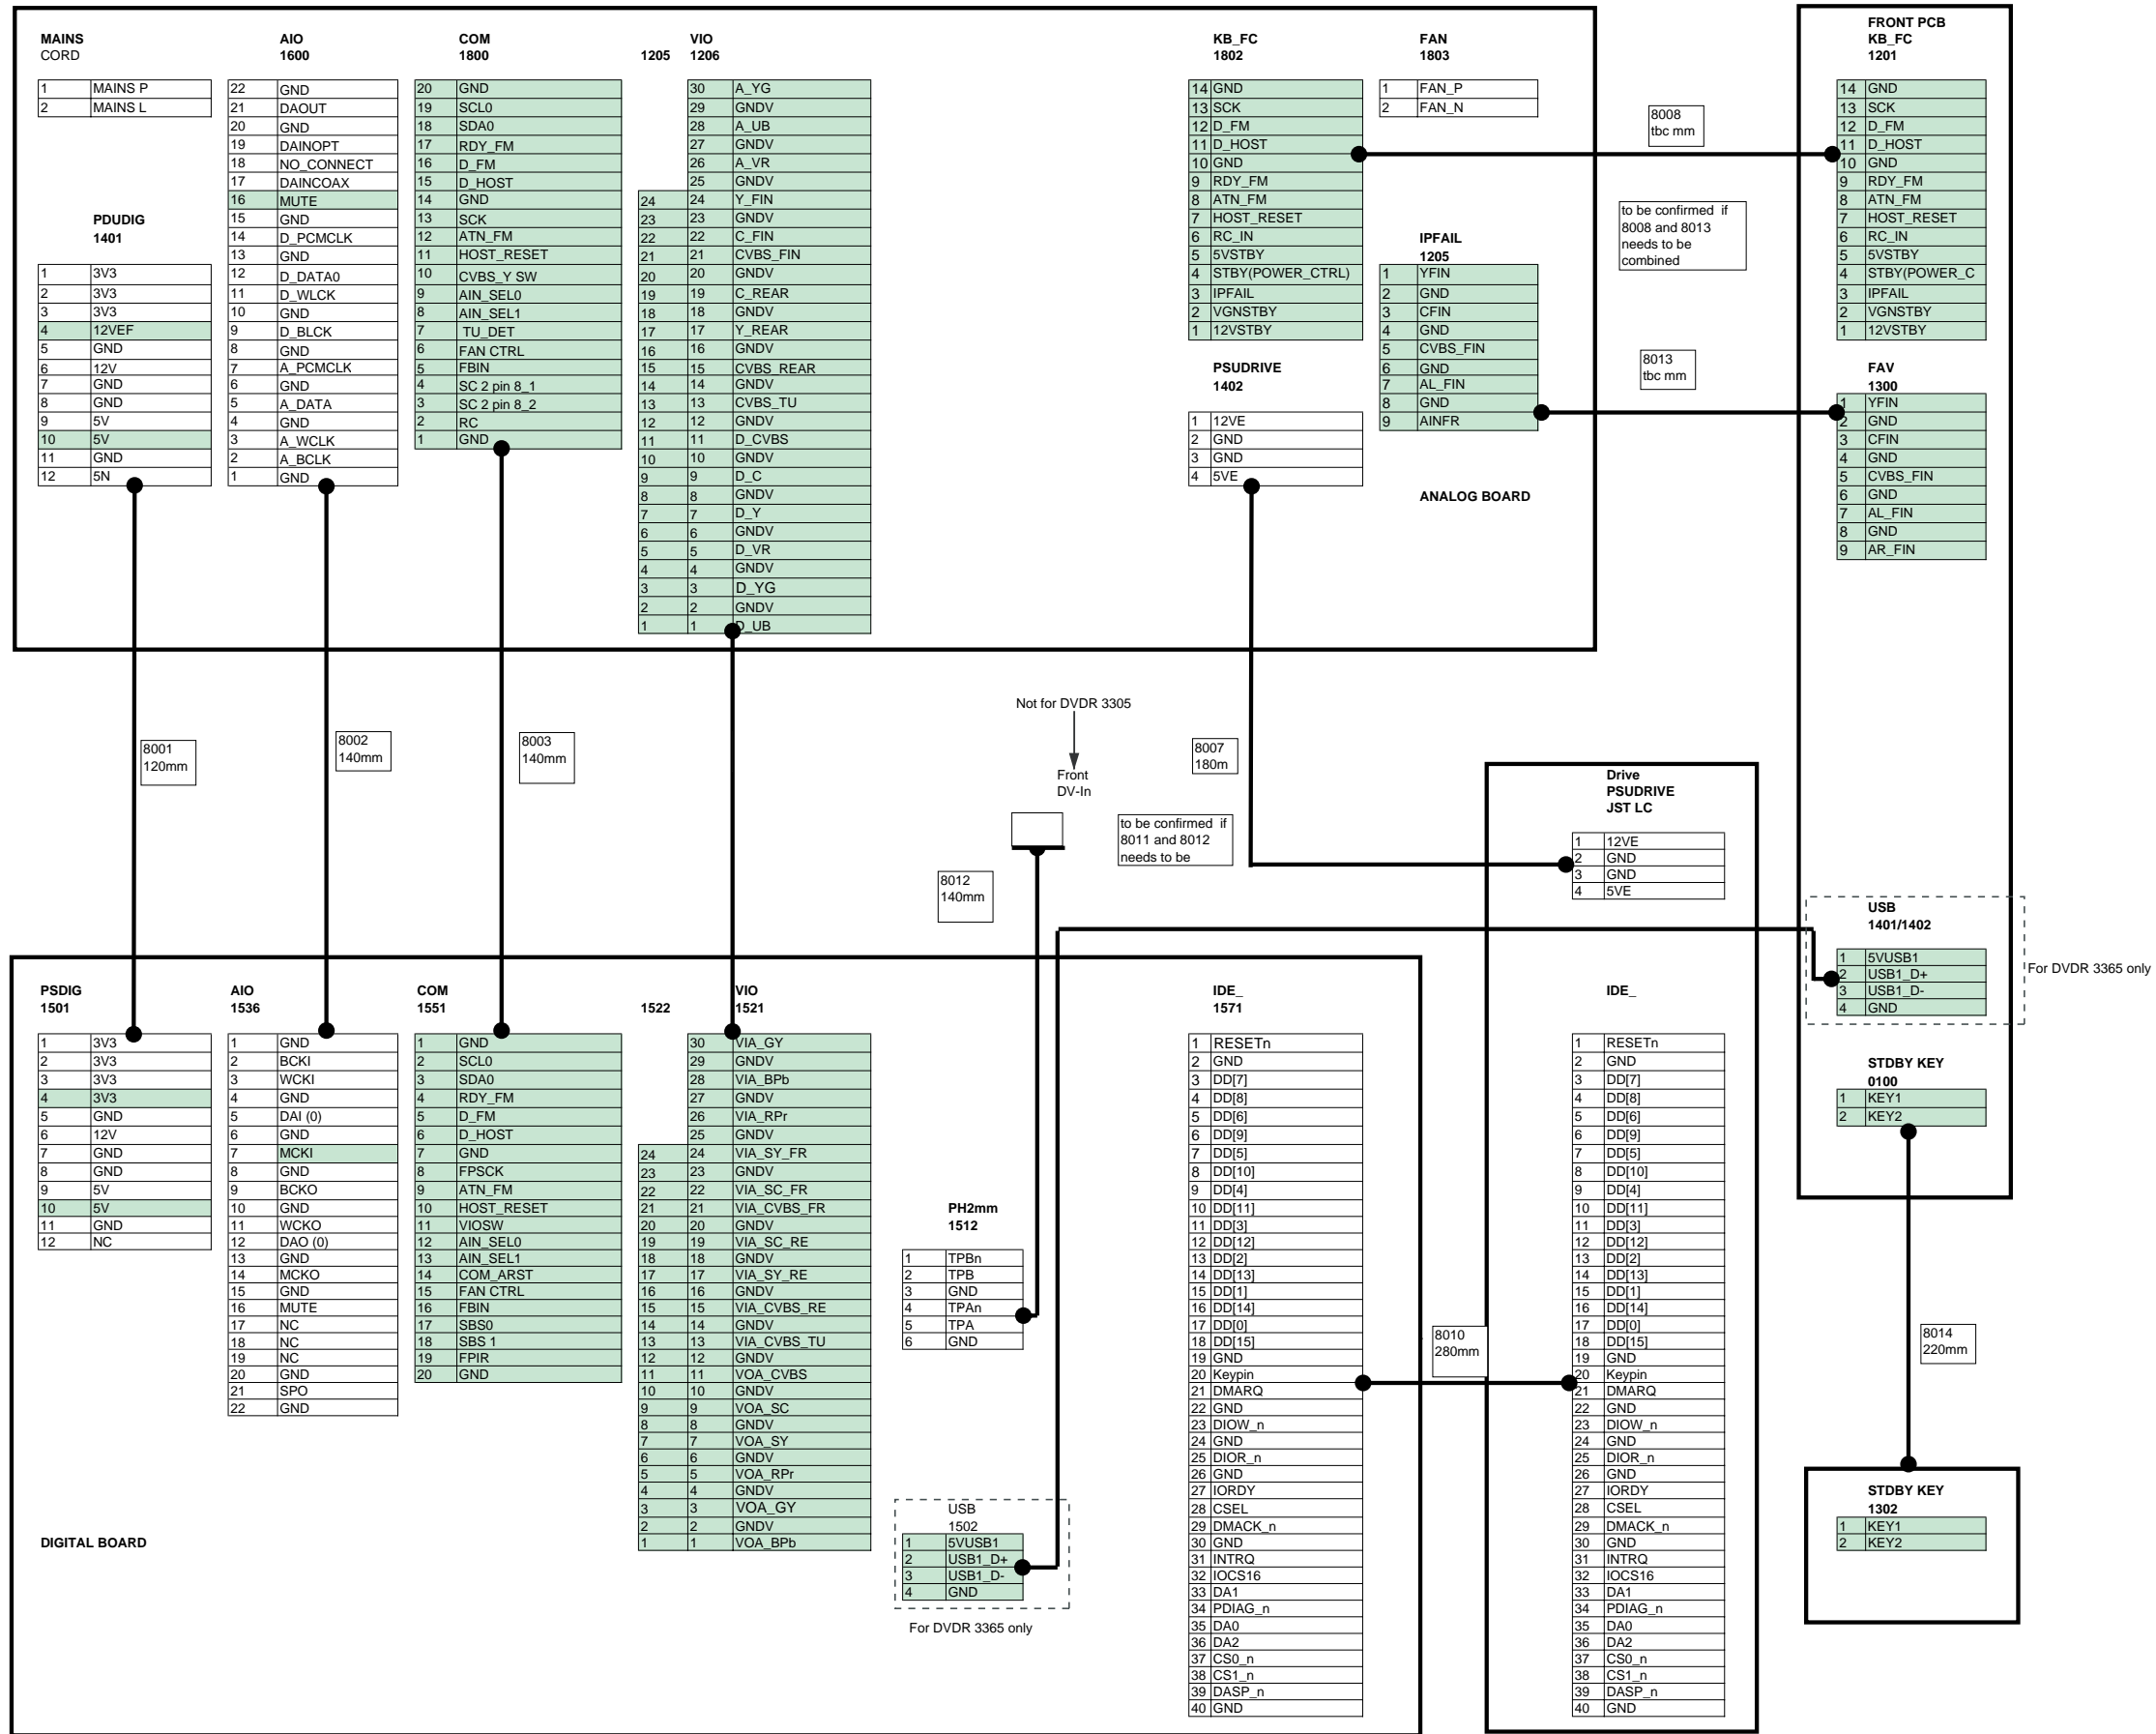 MAINS
CORD
1 MAINS P
2 MAINS L
PDUDIG
1401
1 3V3
2 3V3
3 3V3
4 12VEF
5 GND
6 12V
7 GND
8 GND
9 5V
10 5V
11 GND
12 5N
AIO
1600
22 GND
21 DAOUT
20 GND
19 DAINOPT
18 NO_CONNECT
17 DAINCOAX
16 MUTE
15 GND
14 D_PCMCLK
13 GND
12 D_DATA0
11 D_WLCK
10 GND
9 D_BLCK
8 GND
7 A_PCMCLK
6 GND
5 A_DATA
4 GND
3 A_WCLK
2 A_BCLK
1 GND
COM
1800
20 GND
19 SCL0
18 SDA0
17 RDY_FM
16 D_FM
15 D_HOST
14 GND
13 SCK
12 ATN_FM
11 HOST_RESET
10 CVBS_Y SW
9 AIN_SEL0
8 AIN_SEL1
7 TU_DET
6 FAN CTRL
5 FBIN
4 SC 2 pin 8_1
3 SC 2 pin 8_2
2 RC
1 GND
VIO
1205 1206
30 A_YG
29 GNDV
28 A_UB
27 GNDV
26 A_VR
25 GNDV
24 24 Y_FIN
23 23 GNDV
22 22 C_FIN
21 21 CVBS_FIN
20 20 GNDV
19 19 C_REAR
18 18 GNDV
17 17 Y_REAR
16 16 GNDV
15 15 CVBS_REAR
14 14 GNDV
13 13 CVBS_TU
12 12 GNDV
11 11 D_CVBS
10 10 GNDV
9 9 D_C
8 8 GNDV
7 7 D_Y
6 6 GNDV
5 5 D_VR
4 4 GNDV
3 3 D_YG
2 2 GNDV
1 1 D_UB
KB_FC
1802
14 GND
13 SCK
12 D_FM
11 D_HOST
10 GND
9 RDY_FM
8 ATN_FM
7 HOST_RESET
6 RC_IN
5 5VSTBY
4 STBY(POWER_CTRL)
3 IPFAIL
2 VGNSTBY
1 12VSTBY
PSUDRIVE
1402
1 12VE
2 GND
3 GND
4 5VE
FAN
1803
1 FAN_P
2 FAN_N
IPFAIL
1205
1 YFIN
2 GND
3 CFIN
4 GND
5 CVBS_FIN
6 GND
7 AL_FIN
8 GND
9 AINFR
ANALOG BOARD
8008
tbc mm
to be confirmed if
8008 and 8013
needs to be
combined
8013
tbc mm
FRONT PCB
KB_FC
1201
14 GND
13 SCK
12 D_FM
11 D_HOST
10 GND
9 RDY_FM
8 ATN_FM
7 HOST_RESET
6 RC_IN
5 5VSTBY
4 STBY(POWER_C
3 IPFAIL
2 VGNSTBY
1 12VSTBY
FAV
1300
1 YFIN
2 GND
3 CFIN
4 GND
5 CVBS_FIN
6 GND
7 AL_FIN
8 GND
9 AR_FIN
8001
120mm
8002
140mm
8003
140mm
Not for DVDR 3305
Front
DV-In
8007
180m
to be confirmed if
8011 and 8012
needs to be
8012
140mm
Drive
PSUDRIVE
JST LC
1 12VE
2 GND
3 GND
4 5VE
USB
1401/1402
1 5VUSB1
2 USB1_D+
3 USB1_D-
4 GND
For DVDR 3365 only
STDBY KEY
0100
1 KEY1
2 KEY2
8014
220mm
STDBY KEY
1302
1 KEY1
2 KEY2
PSDIG
1501
1 3V3
2 3V3
3 3V3
4 3V3
5 GND
6 12V
7 GND
8 GND
9 5V
10 5V
11 GND
12 NC
AIO
1536
1 GND
2 BCKI
3 WCKI
4 GND
5 DAI (0)
6 GND
7 MCKI
8 GND
9 BCKO
10 GND
11 WCKO
12 DAO (0)
13 GND
14 MCKO
15 GND
16 MUTE
17 NC
18 NC
19 NC
20 GND
21 SPO
22 GND
COM
1551
1 GND
2 SCL0
3 SDA0
4 RDY_FM
5 D_FM
6 D_HOST
7 GND
8 FPSCK
9 ATN_FM
10 HOST_RESET
11 VIOSW
12 AIN_SEL0
13 AIN_SEL1
14 COM_ARST
15 FAN CTRL
16 FBIN
17 SBS0
18 SBS 1
19 FPIR
20 GND
VIO
1522 1521
30 VIA_GY
29 GNDV
28 VIA_BPb
27 GNDV
26 VIA_RPr
25 GNDV
24 24 VIA_SY_FR
23 23 GNDV
22 22 VIA_SC_FR
21 21 VIA_CVBS_FR
20 20 GNDV
19 19 VIA_SC_RE
18 18 GNDV
17 17 VIA_SY_RE
16 16 GNDV
15 15 VIA_CVBS_RE
14 14 GNDV
13 13 VIA_CVBS_TU
12 12 GNDV
11 11 VOA_CVBS
10 10 GNDV
9 9 VOA_SC
8 8 GNDV
7 7 VOA_SY
6 6 GNDV
5 5 VOA_RPr
4 4 GNDV
3 3 VOA_GY
2 2 GNDV
1 1 VOA_BPb
PH2mm
1512
1 TPBn
2 TPB
3 GND
4 TPAn
5 TPA
6 GND
USB
1502
1 5VUSB1
2 USB1_D+
3 USB1_D-
4 GND
For DVDR 3365 only
IDE_
1571
1 RESETn
2 GND
3 DD[7]
4 DD[8]
5 DD[6]
6 DD[9]
7 DD[5]
8 DD[10]
9 DD[4]
10 DD[11]
11 DD[3]
12 DD[12]
13 DD[2]
14 DD[13]
15 DD[1]
16 DD[14]
17 DD[0]
18 DD[15]
19 GND
20 Keypin
21 DMARQ
22 GND
23 DIOW_n
24 GND
25 DIOR_n
26 GND
27 IORDY
28 CSEL
29 DMACK_n
30 GND
31 INTRQ
32 IOCS16
33 DA1
34 PDIAG_n
35 DA0
36 DA2
37 CS0_n
38 CS1_n
39 DASP_n
40 GND
8010
280mm
IDE_
1 RESETn
2 GND
3 DD[7]
4 DD[8]
5 DD[6]
6 DD[9]
7 DD[5]
8 DD[10]
9 DD[4]
10 DD[11]
11 DD[3]
12 DD[12]
13 DD[2]
14 DD[13]
15 DD[1]
16 DD[14]
17 DD[0]
18 DD[15]
19 GND
20 Keypin
21 DMARQ
22 GND
23 DIOW_n
24 GND
25 DIOR_n
26 GND
27 IORDY
28 CSEL
29 DMACK_n
30 GND
31 INTRQ
32 IOCS16
33 DA1
34 PDIAG_n
35 DA0
36 DA2
37 CS0_n
38 CS1_n
39 DASP_n
40 GND
DIGITAL BOARD